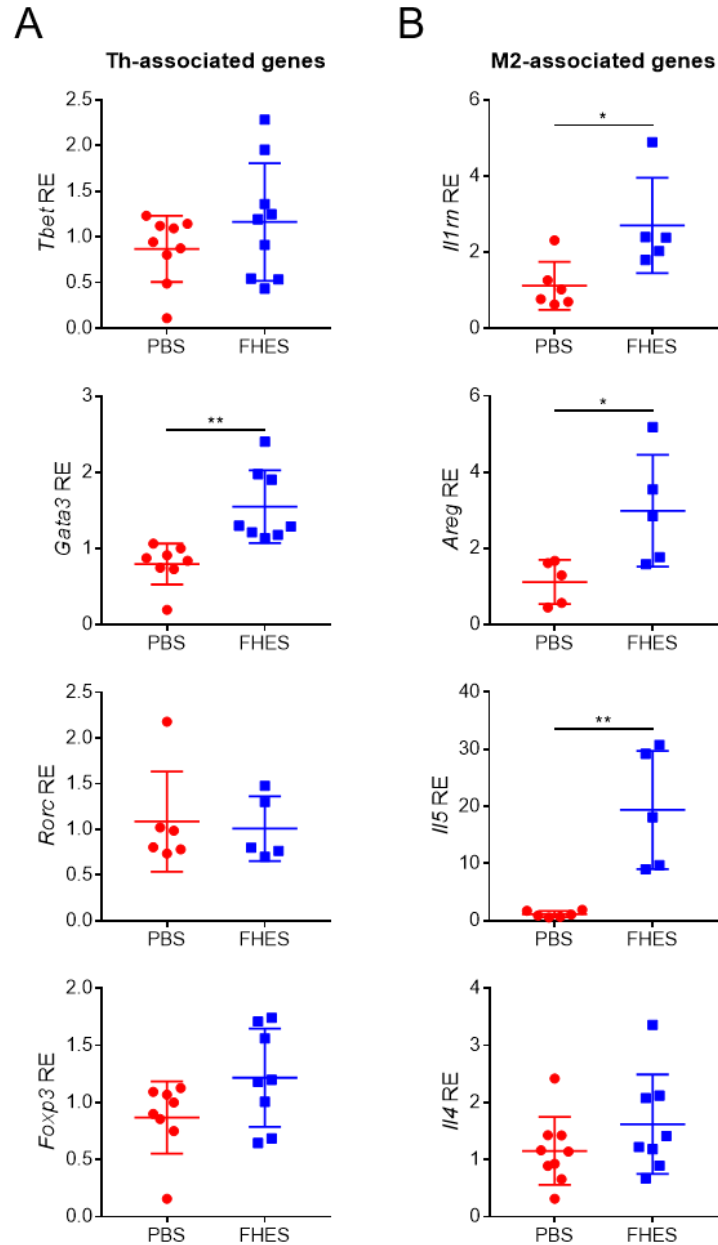 A
B
Th-associated genes
M2-associated genes
Tbet RE
2.5
2.0
1.5
1.0
0.5
0.0
PBS
FHES
Il1rn RE
6
4
2
0
*
PBS
FHES
Gata3 RE
3
2
1
0
**
PBS
FHES
Areg RE
6
4
2
0
*
PBS
FHES
Rorc RE
2.5
2.0
1.5
1.0
0.5
0.0
PBS
FHES
Il5 RE
40
30
20
10
0
**
PBS
FHES
Foxp3 RE
2.0
1.5
1.0
0.5
0.0
PBS
FHES
Il4 RE
4
3
2
1
0
PBS
FHES